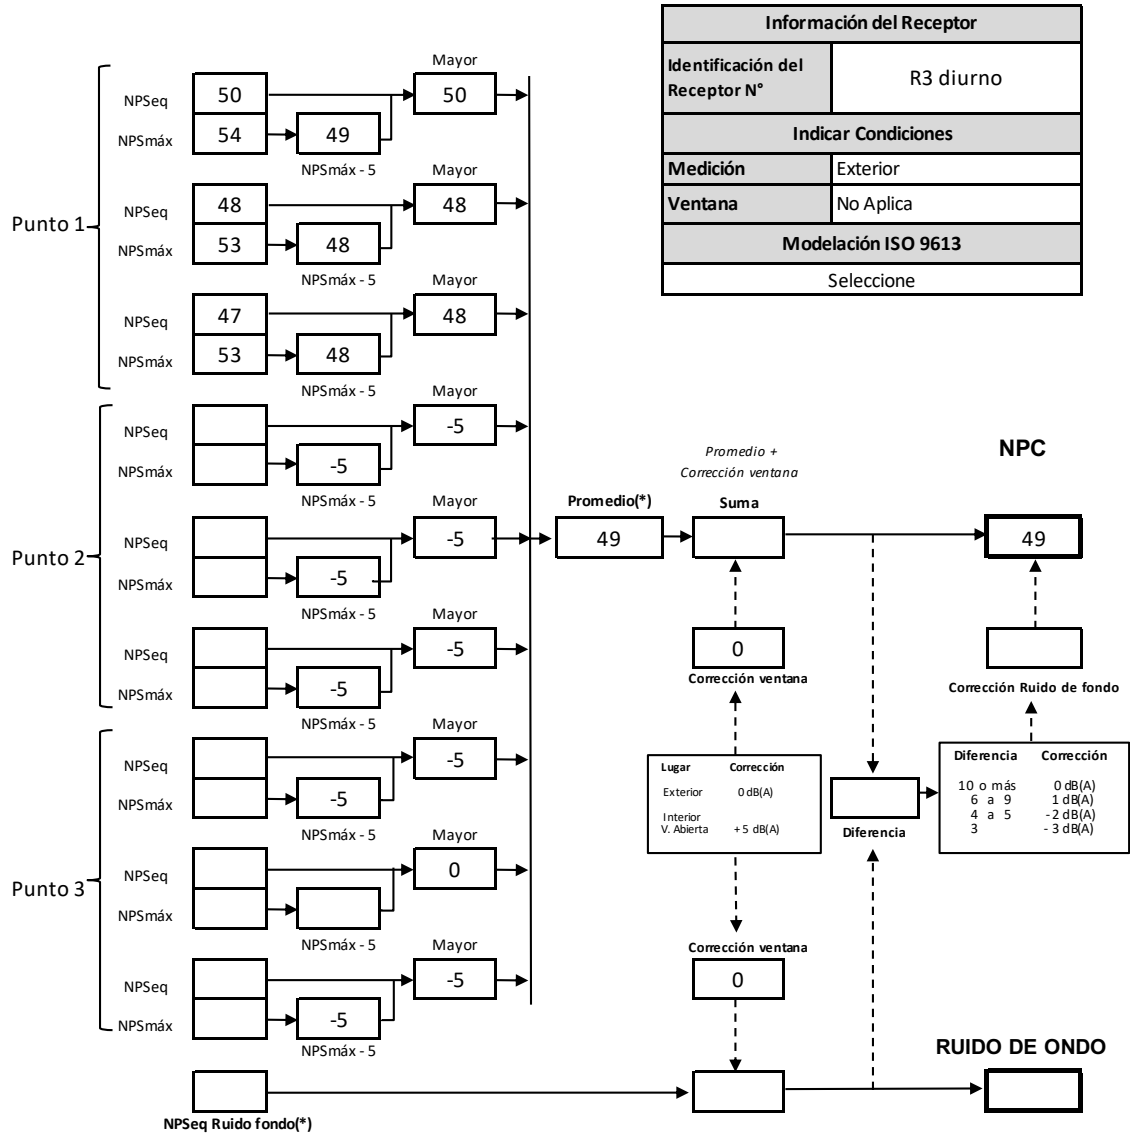 Información del Receptor
Identificación del
Receptor N°
R3 diurno
Indicar Condiciones
Medición
Exterior
Ventana
No Aplica
Modelación ISO 9613
Seleccione
Punto 1
Mayor
NPSeq
50
50
NPSmáx
54
49
NPSmáx - 5
Mayor
NPSeq
48
48
NPSmáx
53
48
NPSmáx - 5
Mayor
NPSeq
47
48
NPSmáx
53
48
NPSmáx - 5
Punto 2
Mayor
NPSeq
-5
NPSmáx
-5
NPSmáx - 5
Mayor
NPSeq
-5
NPSmáx
-5
NPSmáx - 5
Mayor
NPSeq
-5
NPSmáx
-5
NPSmáx - 5
Punto 3
Mayor
NPSeq
-5
NPSmáx
-5
NPSmáx - 5
Mayor
NPSeq
0
NPSmáx
NPSmáx - 5
Mayor
NPSeq
-5
NPSmáx
-5
NPSmáx - 5
NPSeq Ruido fondo(*)
Promedio(*)
49
Promedio +
Corrección ventana
Suma
0
Corrección ventana
Lugar Corrección
Exterior 0 dB(A)
Interior
V. Abierta + 5 dB(A)
Corrección ventana
0
Diferencia
NPC
49
Corrección Ruido de fondo
Diferencia Corrección
10 o más 0 dB(A)
6 a 9 1 dB(A)
4 a 5 - 2 dB(A)
3 - 3 dB(A)
RUIDO DE ONDO